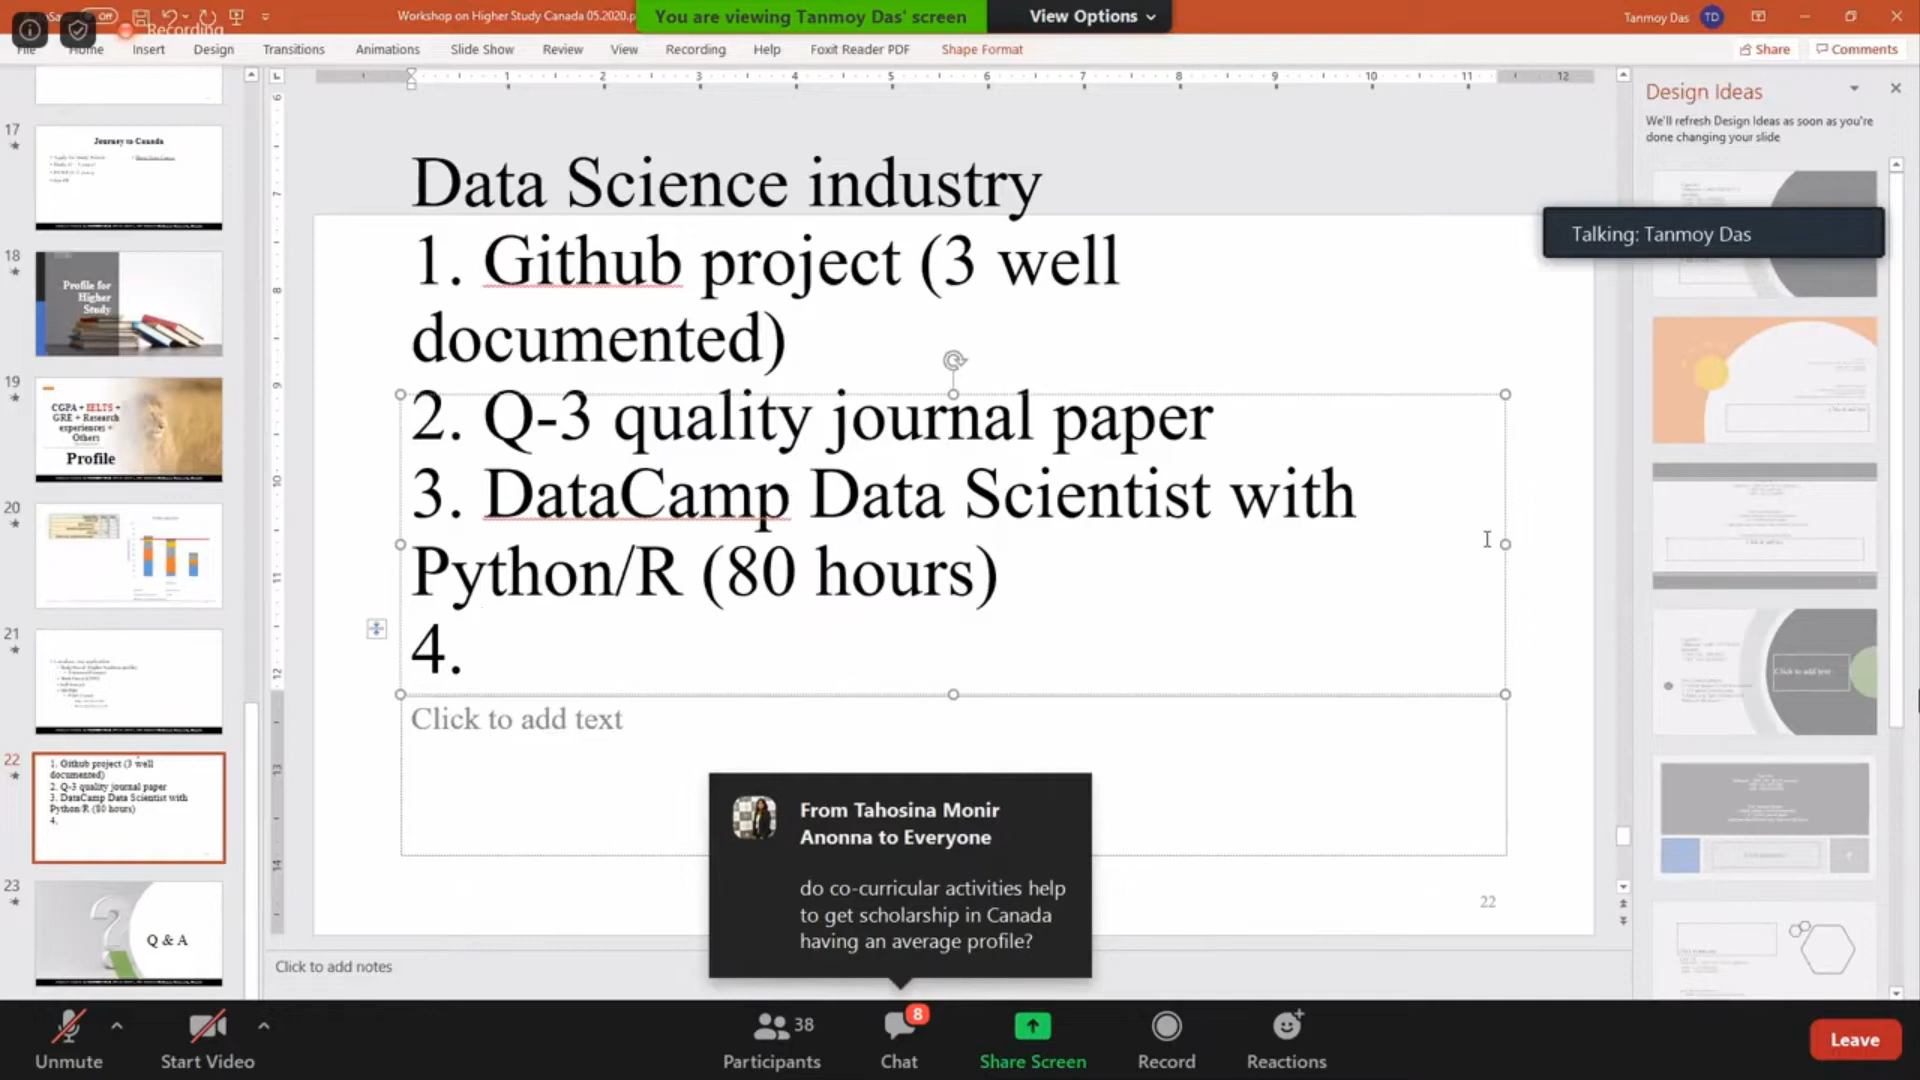 Workshop on Higher Study Canada 05.2020.p
You are viewing Tanmoy Das' screen
View Options
Tanmoy Das
TD
Off
Recording
File
Home
Insert
Design
Transitions
Animations
Slide Show
Review
View
Recording
Help
Foxit Reader PDF
Shape Format
Share
Comments
17
Journey to Canada
18
Profile for
Higher
Study
19
CGPA + IELTS +
GRE + Research
experiences +
Others
Profile
20
21
22
1. Github project (3 well
documented)
2. Q-3 quality journal paper
3. DataCamp Data Scientist with
Python/R (80 hours)
4.
23
Q & A
Data Science industry
1. Github project (3 well
documented)
2. Q-3 quality journal paper
3. DataCamp Data Scientist with
Python/R (80 hours)
4.
Click to add text
22
Click to add notes
Design Ideas
We'll refresh Design Ideas as soon as you're
done changing your slide
Talking: Tanmoy Das
Click to add text
From Tahosina Monir
Anonna to Everyone
do co-curricular activities help
to get scholarship in Canada
having an average profile?
Unmute
Start Video
38
Participants
8
Chat
Share Screen
Record
Reactions
Leave